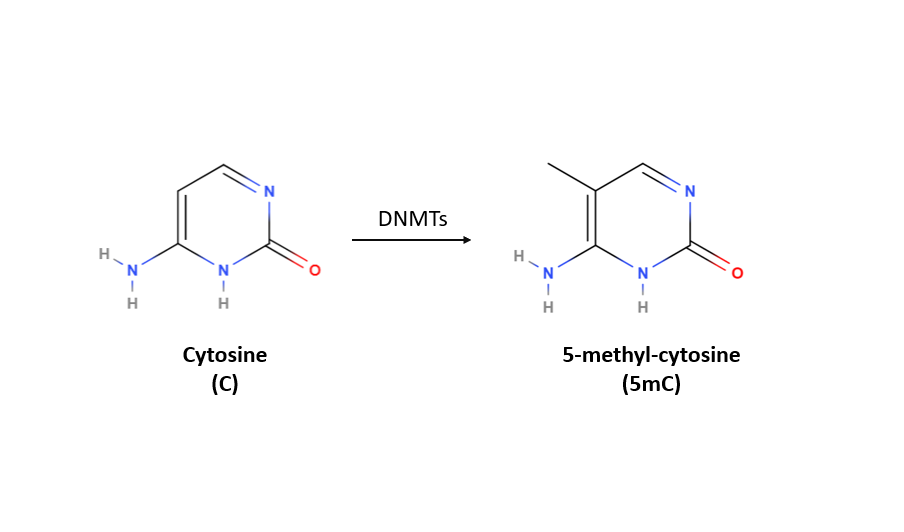 N
H
N
H
N
H
O
DNMTs
N
H
N
H
N
H
O
Cytosine
(C)
5-methyl-cytosine
(5mC)